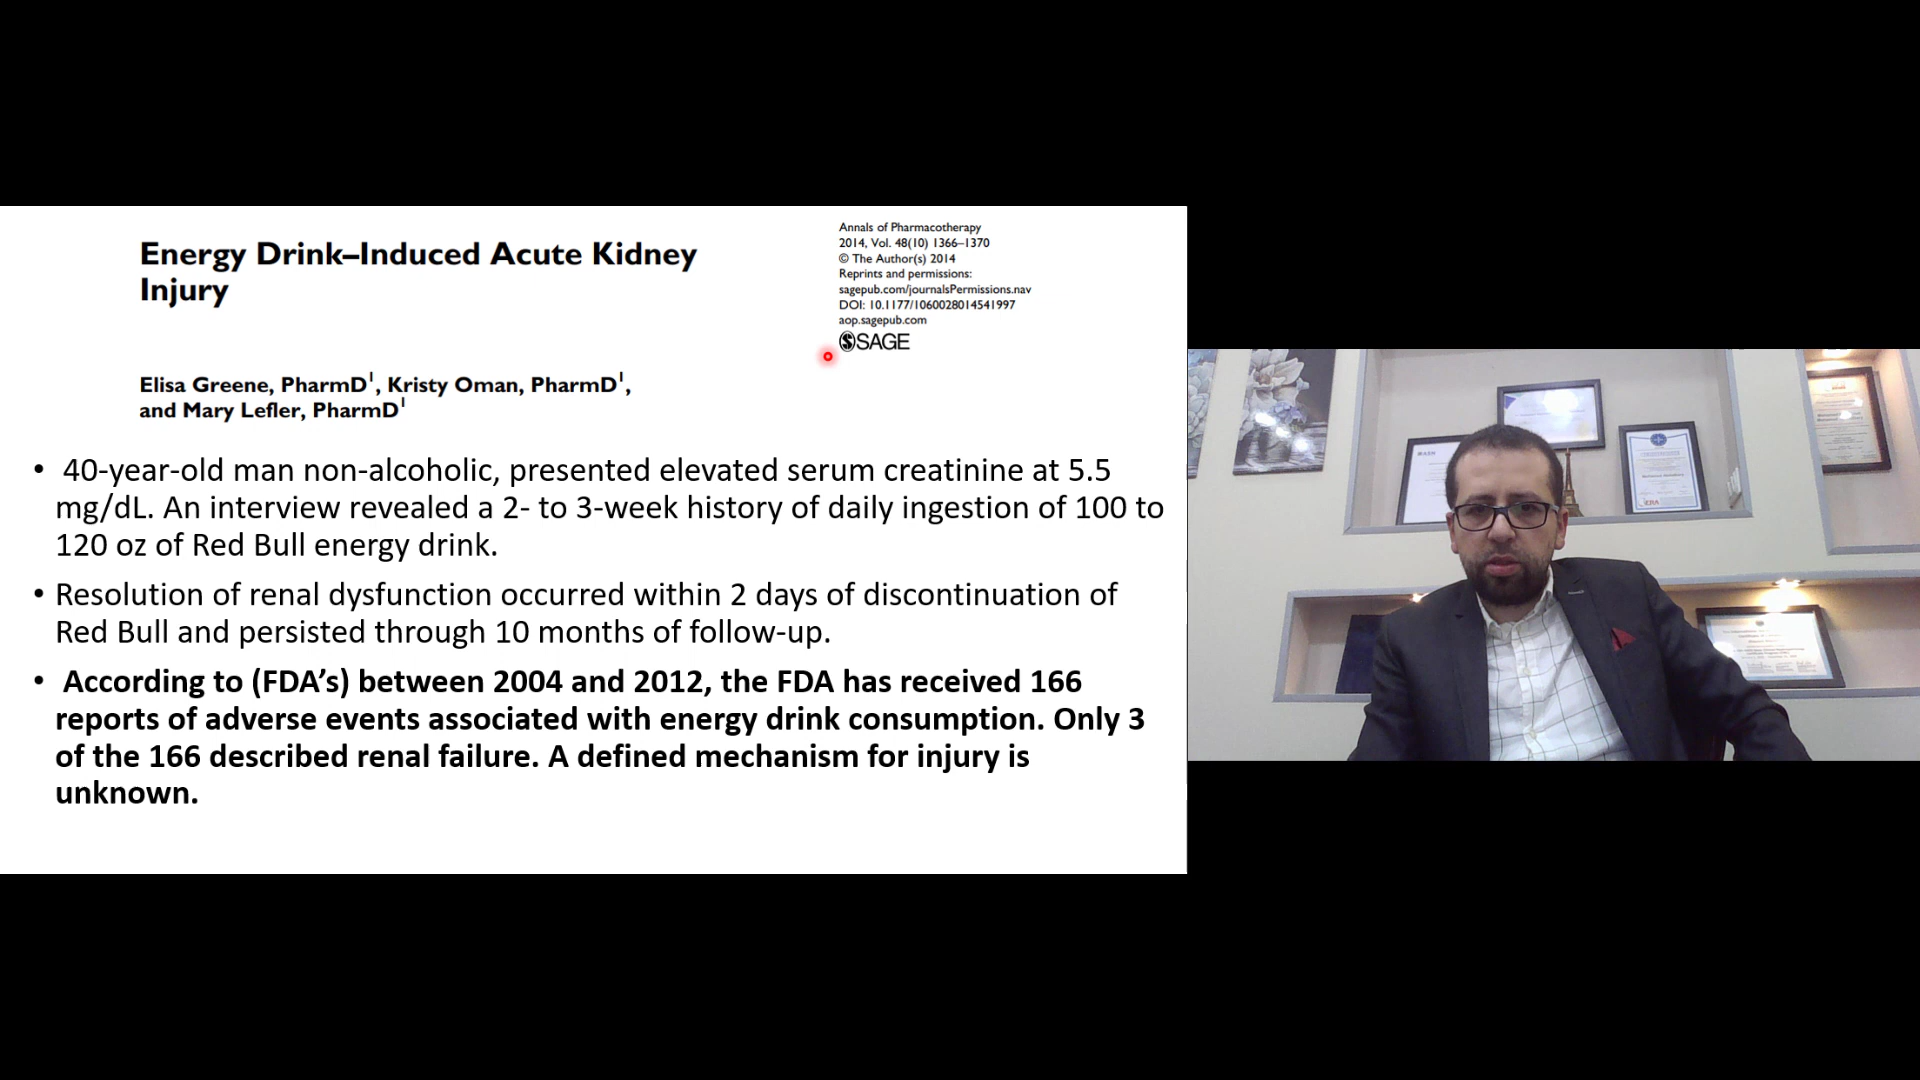 Energy Drink–Induced Acute Kidney
Injury
Annals of Pharmacotherapy
2014, Vol. 48(10) 1366–1370
© The Author(s) 2014
Reprints and permissions:
sagepub.com/journalsPermissions.nav
DOI: 10.1177/1060028014541997
aop.sagepub.com
SAGE
Elisa Greene, PharmD1, Kristy Oman, PharmD1,
and Mary Lefler, PharmD1
• 40-year-old man non-alcoholic, presented elevated serum creatinine at 5.5
mg/dL. An interview revealed a 2- to 3-week history of daily ingestion of 100 to
120 oz of Red Bull energy drink.
• Resolution of renal dysfunction occurred within 2 days of discontinuation of
Red Bull and persisted through 10 months of follow-up.
• According to (FDA’s) between 2004 and 2012, the FDA has received 166
reports of adverse events associated with energy drink consumption. Only 3
of the 166 described renal failure. A defined mechanism for injury is
unknown.